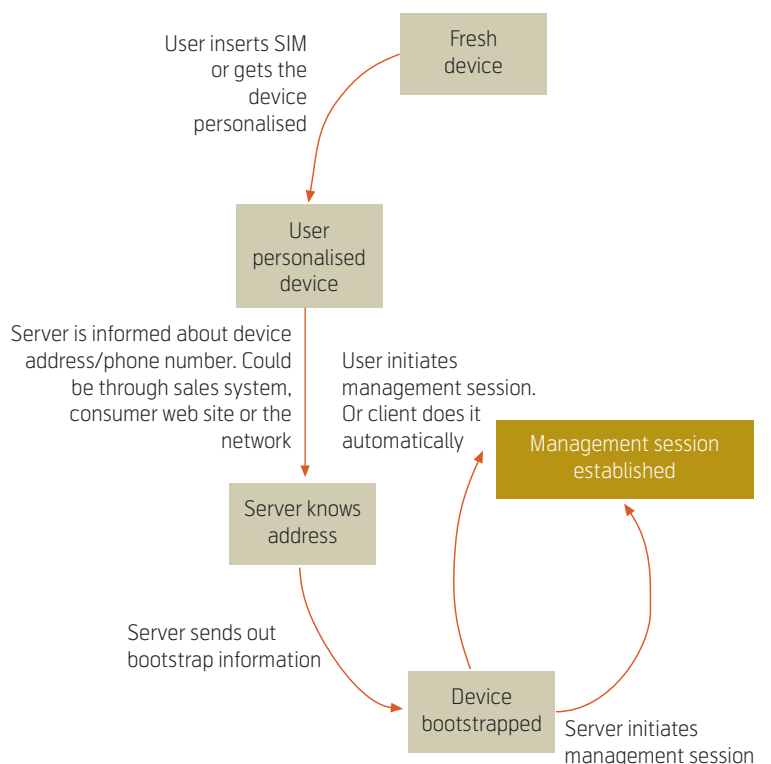 User inserts SIM
or gets the
device
personalised
Fresh
device
User
personalised
device
Server is informed about device
address/phone number. Could
be through sales system,
consumer web site or the
network
User initiates
management session.
Or client does it
automatically
Management session
established
Server knows
address
Server sends out
bootstrap information
Device
bootstrapped
Server initiates
management session